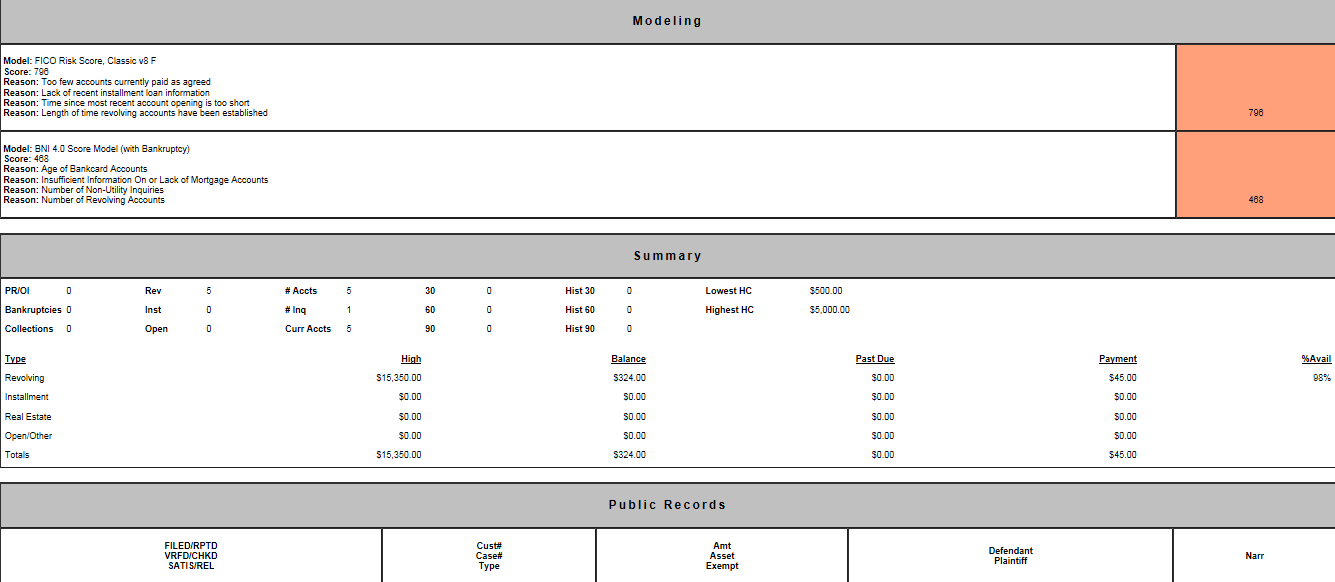 Modeling
Model: FICO Risk Score, Classic v8 F
Score: 796
Reason: Too few accounts currently paid as agreed
Reason: Lack of recent installment loan information
Reason: Time since most recent account opening is too short
Reason: Length of time revolving accounts have been established
796
Model: BNI 4.0 Score Model (with Bankruptcy)
Score: 468
Reason: Age of Bankcard Accounts
Reason: Insufficient Information On or Lack of Mortgage Accounts
Reason: Number of Non-Utility Inquiries
Reason: Number of Revolving Accounts
468
Summary
PR/OI 0 Rev 5 # Accts 5 30 0 Hist 30 0 Lowest HC $500.00
Bankruptcies 0 Inst 0 # Inq 1 60 0 Hist 60 0 Highest HC $5,000.00
Collections 0 Open 0 Curr Accts 5 90 0 Hist 90 0
Type High Balance Past Due Payment %Avail
Revolving $15,350.00 $324.00 $0.00 $45.00 98%
Installment $0.00 $0.00 $0.00 $0.00
Real Estate $0.00 $0.00 $0.00 $0.00
Open/Other $0.00 $0.00 $0.00 $0.00
Totals $15,350.00 $324.00 $0.00 $45.00
Public Records
FILED/RPTD
VRFD/CHKD
SATIS/REL
Cust#
Case#
Type
Amt
Asset
Exempt
Defendant
Plaintiff
Narr